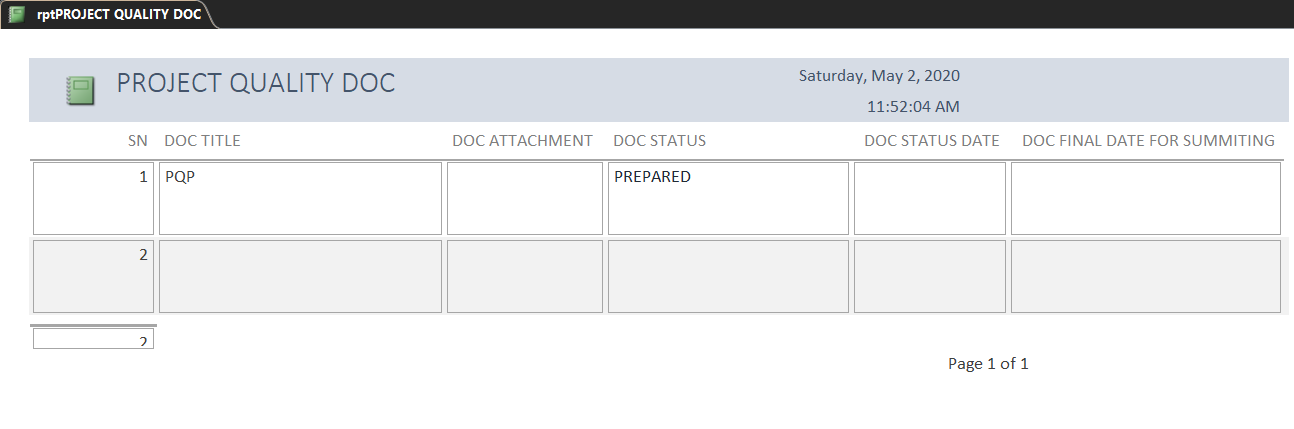 rptPROJECT QUALITY DOC
PROJECT QUALITY DOC
Saturday, May 2, 2020
11:52:04 AM
SN DOC TITLE DOC ATTACHMENT DOC STATUS DOC STATUS DATE DOC FINAL DATE FOR SUMMITING
1 PQP PREPARED
2
2
Page 1 of 1